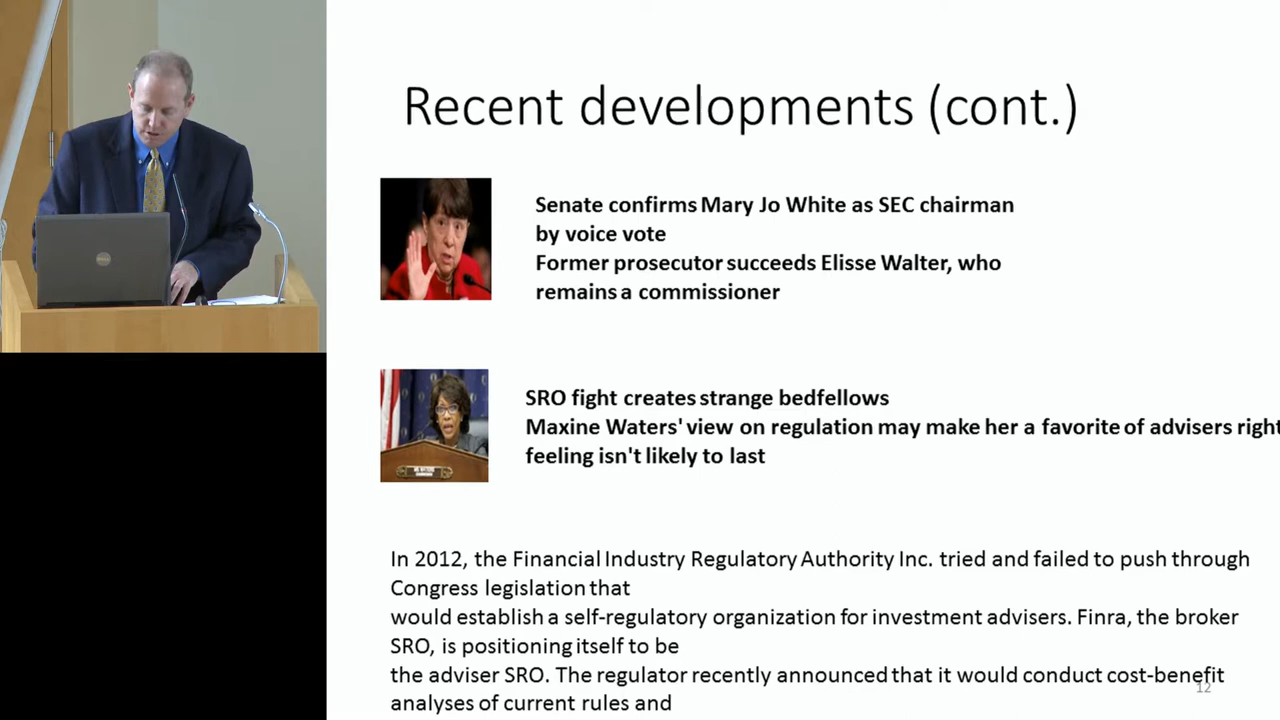 Recent developments (cont.)
Senate confirms Mary Jo White as SEC chairman
by voice vote
Former prosecutor succeeds Elisse Walter, who
remains a commissioner
SRO fight creates strange bedfellows
Maxine Waters' view on regulation may make her a favorite of advisers right
feeling isn't likely to last
In 2012, the Financial Industry Regulatory Authority Inc. tried and failed to push through
Congress legislation that
would establish a self-regulatory organization for investment advisers. Finra, the broker
SRO, is positioning itself to be
the adviser SRO. The regulator recently announced that it would conduct cost-benefit
analyses of current rules and
12